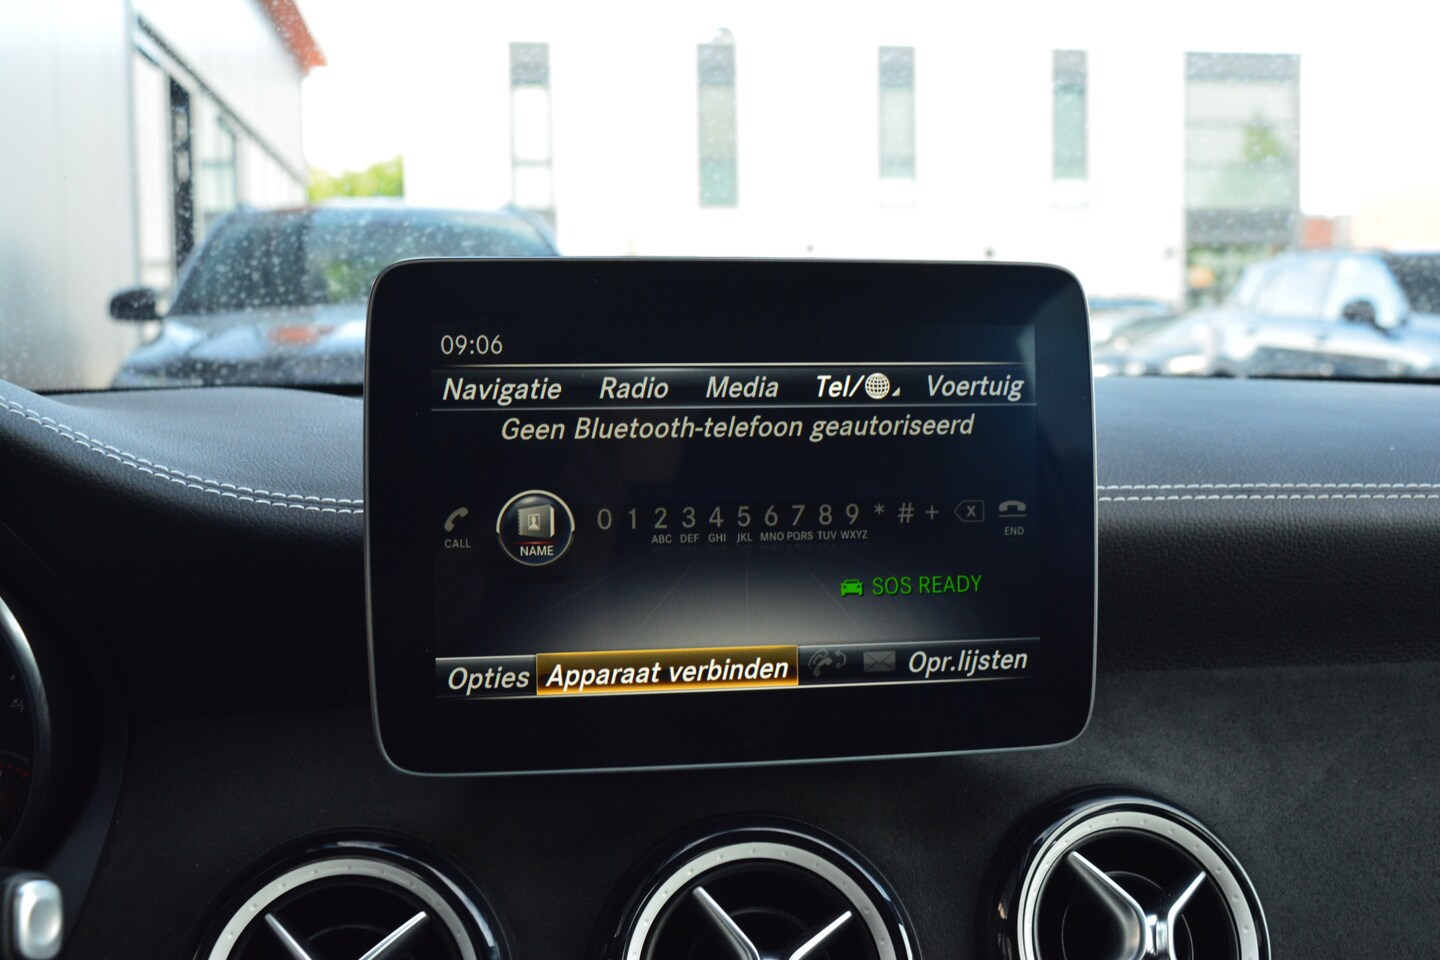 09:06
Navigatie Radio Media Tel/ Voertuig
Geen Bluetooth-telefoon geautoriseerd
0 1 2 3 4 5 6 7 8 9 * # + X
ABC DEF GHI JKL MNO PQRS TUV WXYZ
CALL NAME END
SOS READY
Opties Apparaat verbinden Opr.lijsten